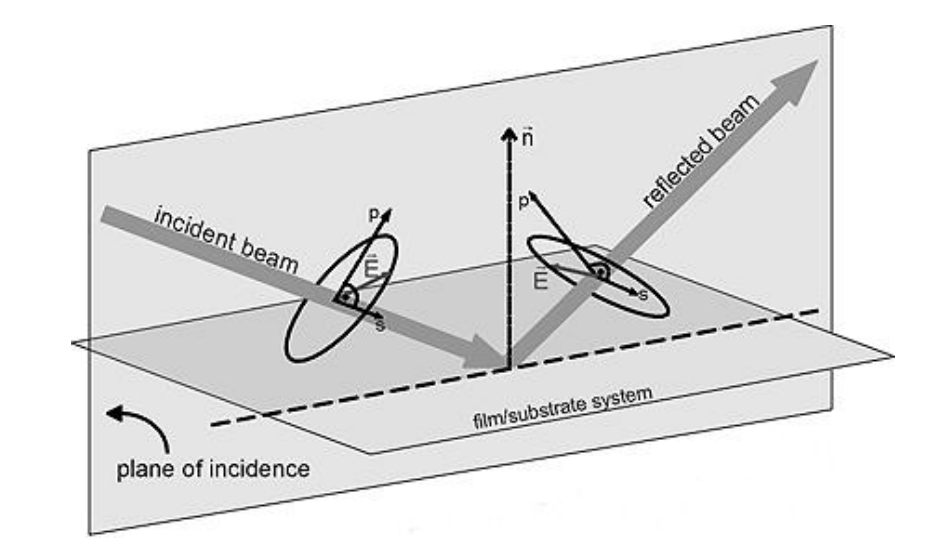 n⃗
reflected beam
p
p
incident beam
E⃗
E⃗
s
s
film/substrate system
plane of incidence